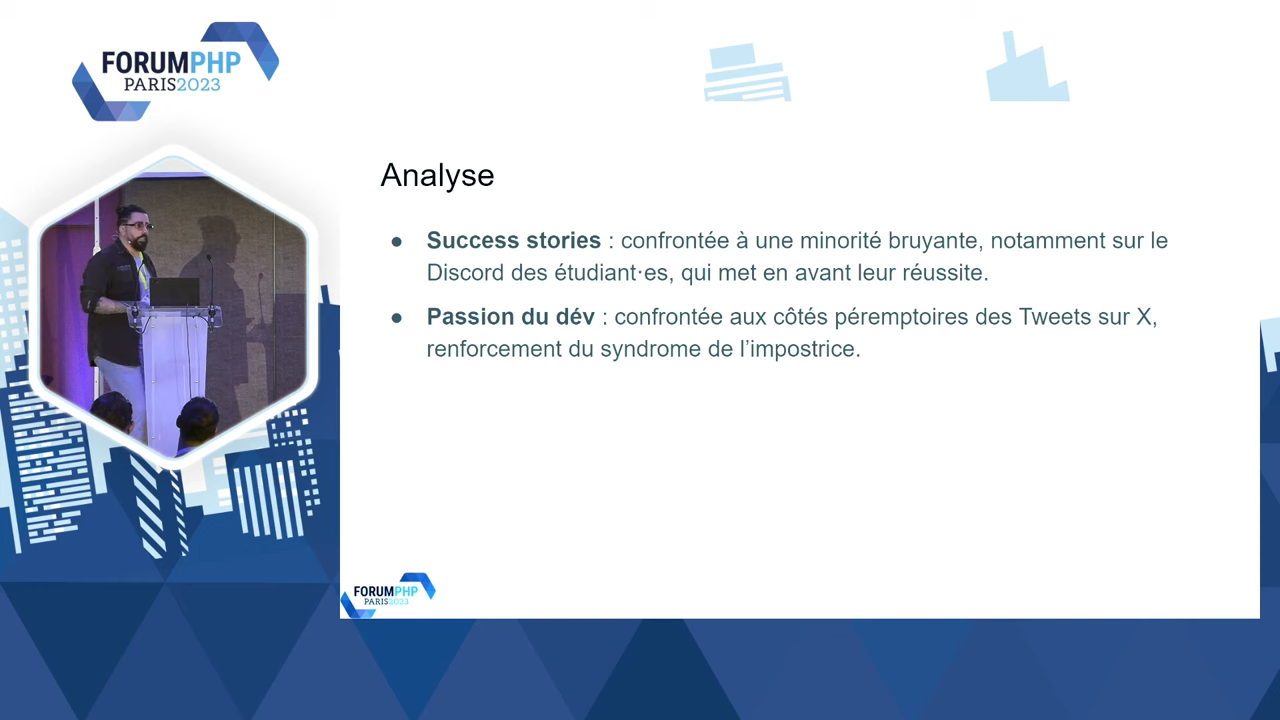 FORUMPHP
PARIS2023
Analyse
● Success stories : confrontée à une minorité bruyante, notamment sur le
Discord des étudiant·es, qui met en avant leur réussite.
● Passion du dév : confrontée aux côtés péremptoires des Tweets sur X,
renforcement du syndrome de l’impostrice.
FORUMPHP
PARIS2023